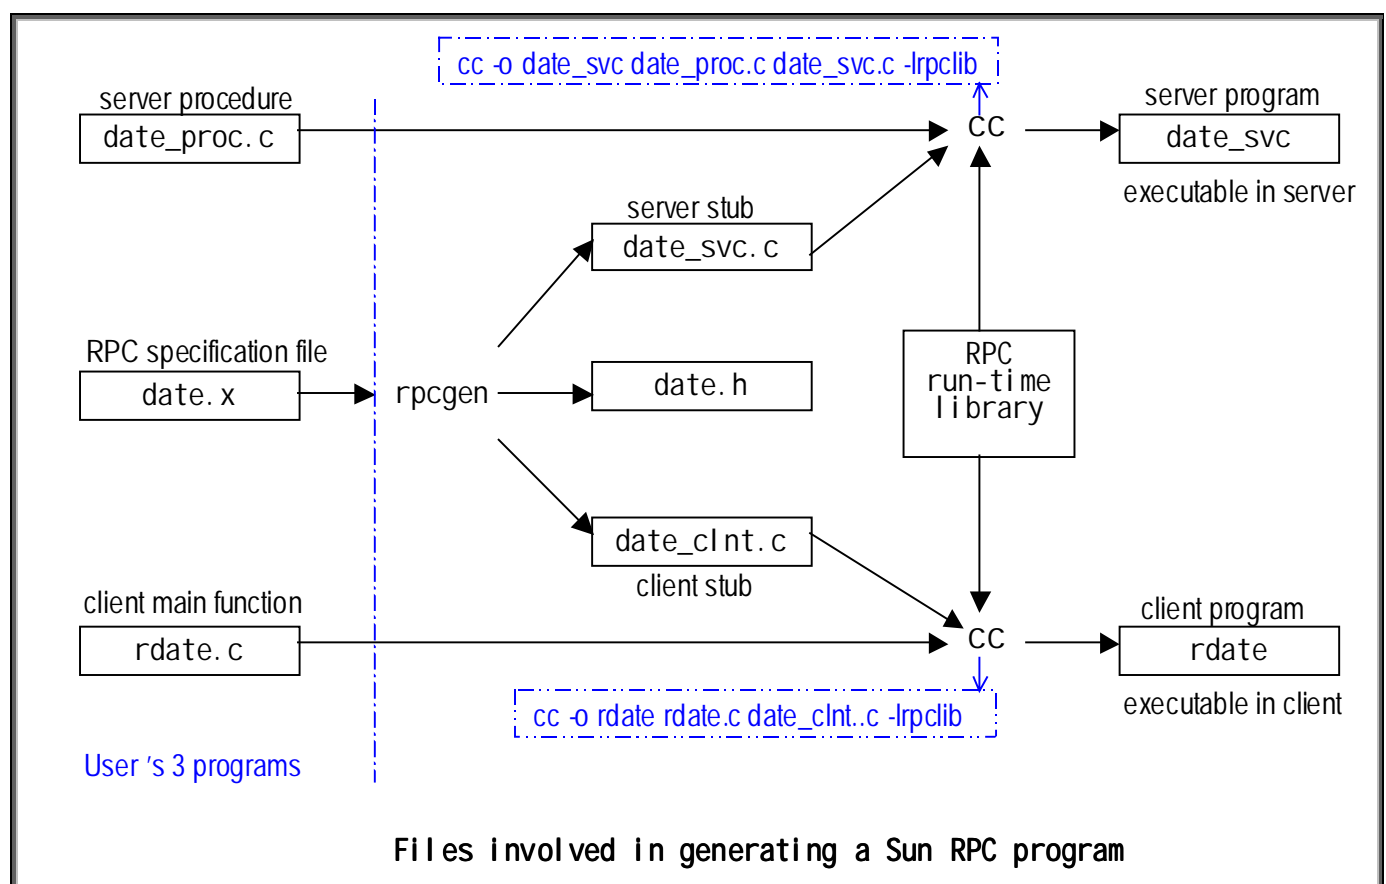 cc -o date_svc date_proc.c date_svc.c -lrpclib
server procedure
date_proc.c
cc
server program
date_svc
executable in server
server stub
date_svc.c
RPC specification file
date.x
rpcgen
date.h
RPC
run-time
library
date_clnt.c
client stub
client main function
rdate.c
cc
client program
rdate
executable in client
cc -o rdate rdate.c date_clnt..c -lrpclib
User 's 3 programs
Files involved in generating a Sun RPC program